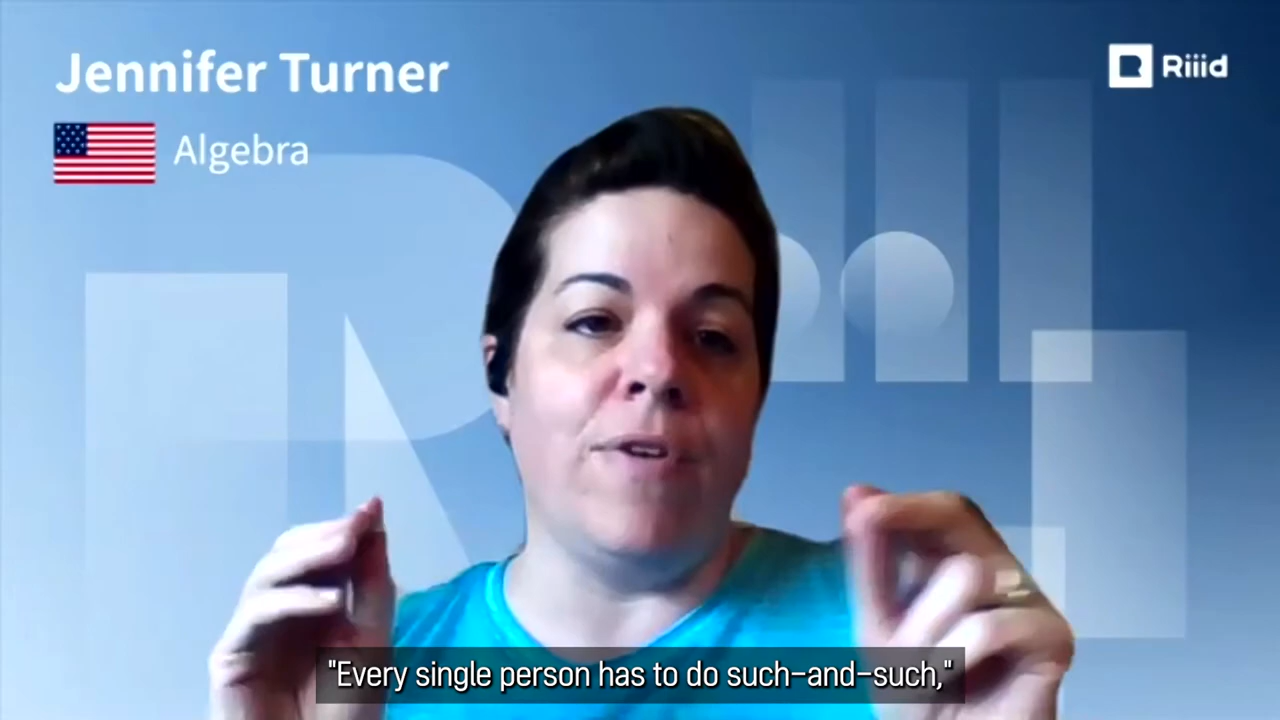 Jennifer Turner
Riiid
Algebra
"Every single person has to do such-and-such,"